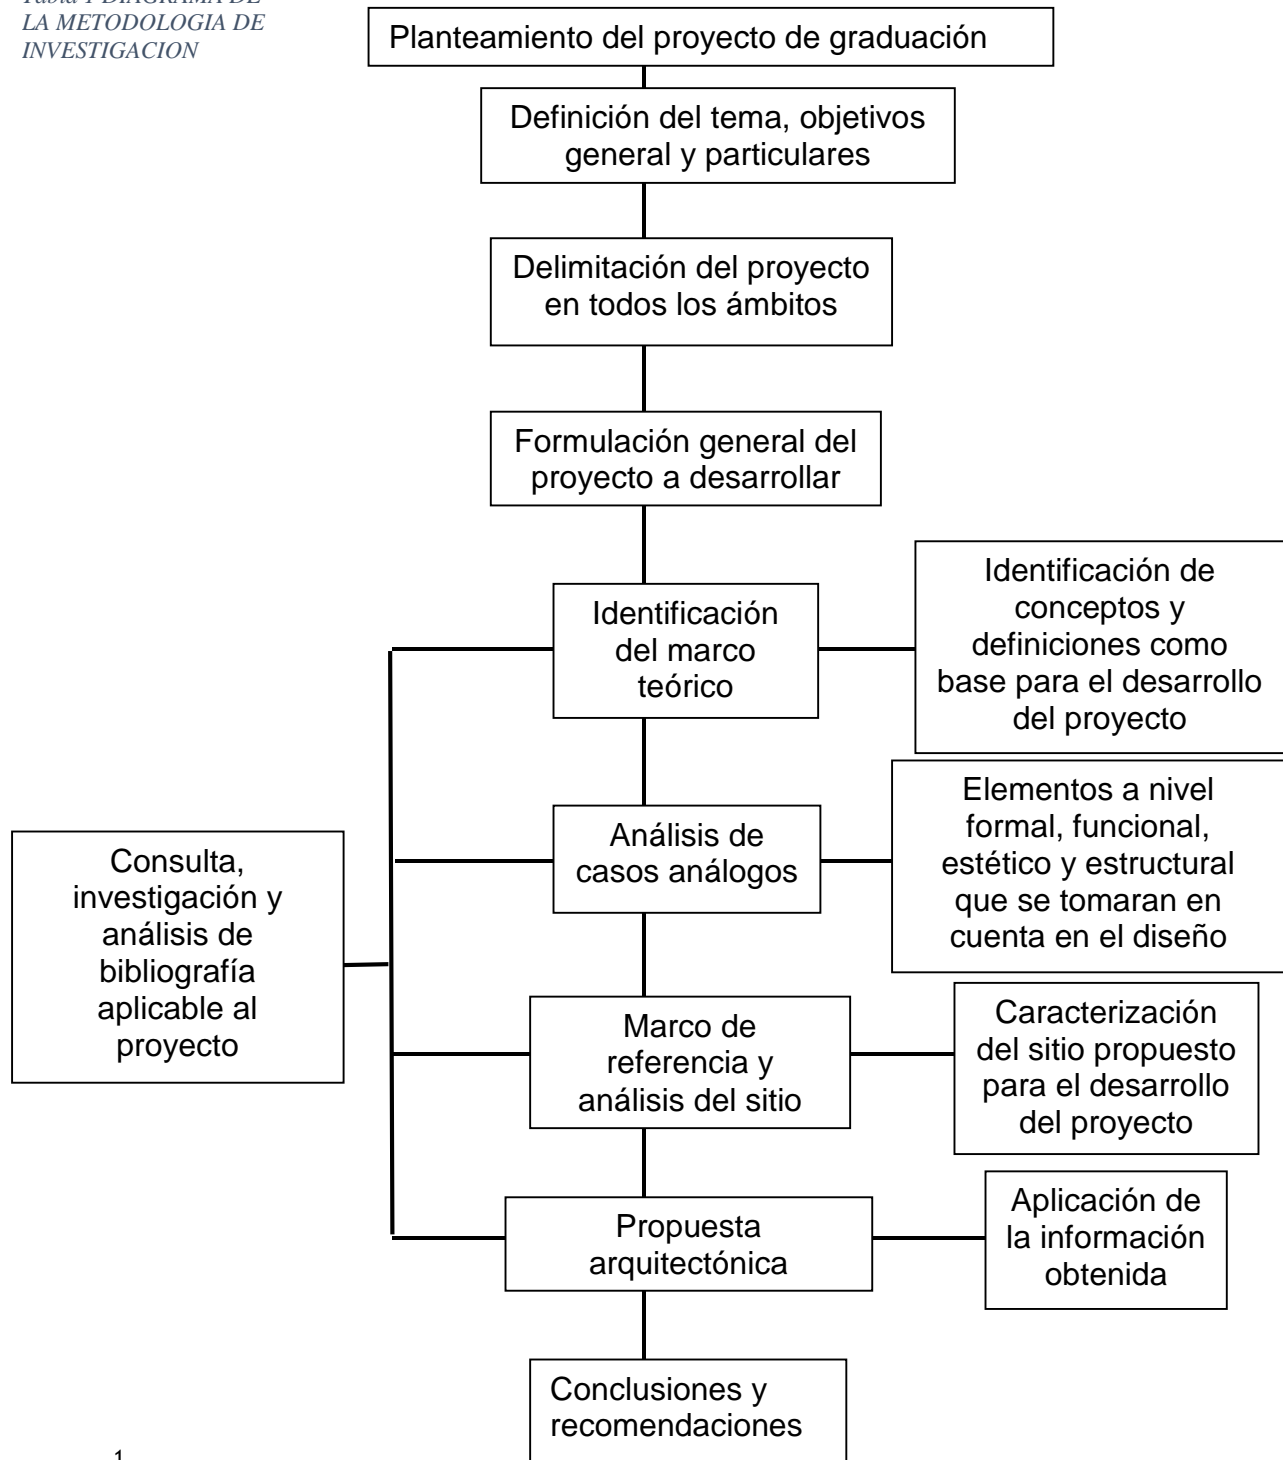 Tabla 1 DIAGRAMA DE
LA METODOLOGIA DE
INVESTIGACION
Planteamiento del proyecto de graduación
Definición del tema, objetivos
general y particulares
Delimitación del proyecto
en todos los ámbitos
Formulación general del
proyecto a desarrollar
Identificación
del marco
teórico
Identificación de
conceptos y
definiciones como
base para el desarrollo
del proyecto
Consulta,
investigación y
análisis de
bibliografía
aplicable al
proyecto
Análisis de
casos análogos
Elementos a nivel
formal, funcional,
estético y estructural
que se tomaran en
cuenta en el diseño
Marco de
referencia y
análisis del sitio
Caracterización
del sitio propuesto
para el desarrollo
del proyecto
Propuesta
arquitectónica
Aplicación de
la información
obtenida
Conclusiones y
recomendaciones
1